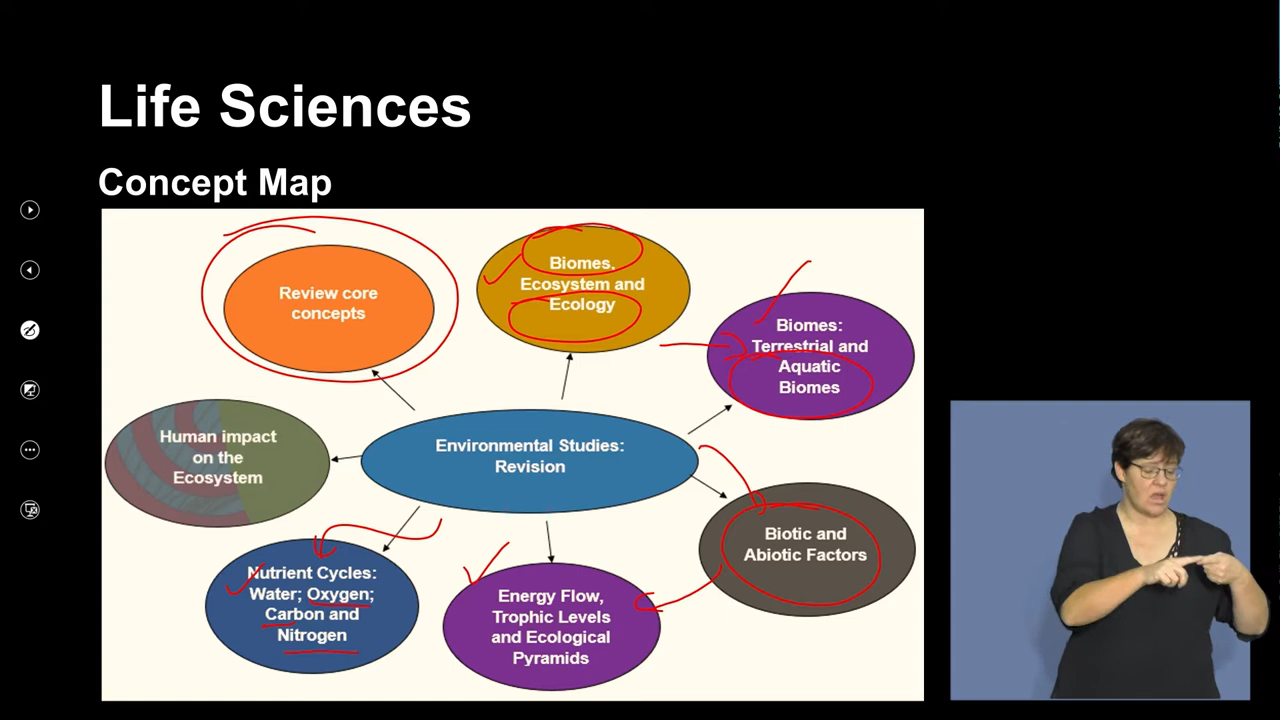 Life Sciences
Concept Map
Review core
concepts
Biomes,
Ecosystem and
Ecology
Biomes:
Terrestrial and
Aquatic
Biomes
Human impact
on the
Ecosystem
Environmental Studies:
Revision
Biotic and
Abiotic Factors
Nutrient Cycles:
Water; Oxygen;
Carbon and
Nitrogen
Energy Flow,
Trophic Levels
and Ecological
Pyramids